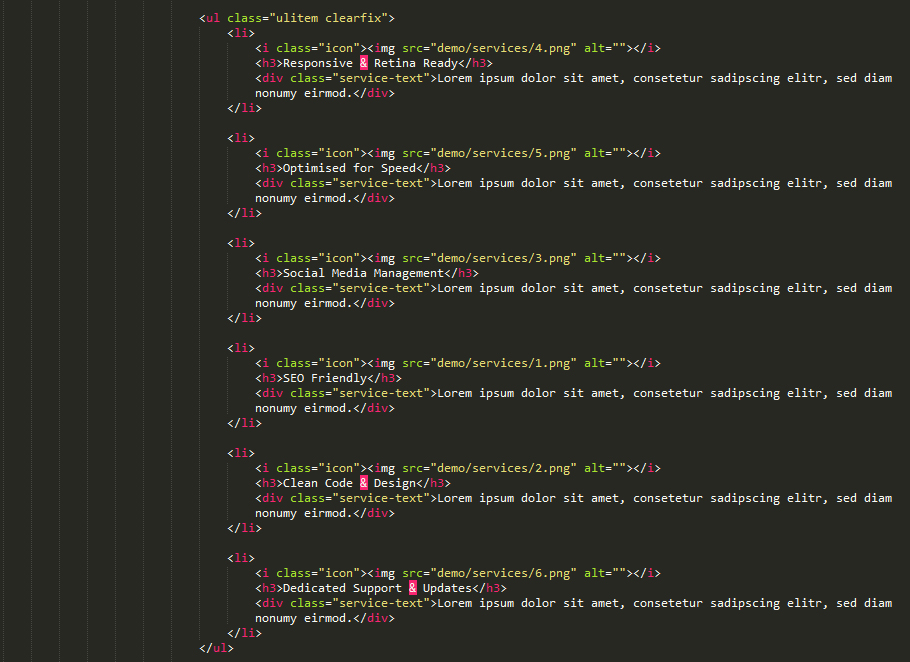 <ul class="ulitem clearfix">
<li>
<i class="icon"><img src="demo/services/4.png" alt=""></i>
<h3>Responsive & Retina Ready</h3>
<div class="service-text">Lorem ipsum dolor sit amet, consetetur sadipscing elitr, sed diam
nonumy eirmod.</div>
</li>
<li>
<i class="icon"><img src="demo/services/5.png" alt=""></i>
<h3>Optimised for Speed</h3>
<div class="service-text">Lorem ipsum dolor sit amet, consetetur sadipscing elitr, sed diam
nonumy eirmod.</div>
</li>
<li>
<i class="icon"><img src="demo/services/3.png" alt=""></i>
<h3>Social Media Management</h3>
<div class="service-text">Lorem ipsum dolor sit amet, consetetur sadipscing elitr, sed diam
nonumy eirmod.</div>
</li>
<li>
<i class="icon"><img src="demo/services/1.png" alt=""></i>
<h3>SEO Friendly</h3>
<div class="service-text">Lorem ipsum dolor sit amet, consetetur sadipscing elitr, sed diam
nonumy eirmod.</div>
</li>
<li>
<i class="icon"><img src="demo/services/2.png" alt=""></i>
<h3>Clean Code & Design</h3>
<div class="service-text">Lorem ipsum dolor sit amet, consetetur sadipscing elitr, sed diam
nonumy eirmod.</div>
</li>
<li>
<i class="icon"><img src="demo/services/6.png" alt=""></i>
<h3>Dedicated Support & Updates</h3>
<div class="service-text">Lorem ipsum dolor sit amet, consetetur sadipscing elitr, sed diam
nonumy eirmod.</div>
</li>
</ul>